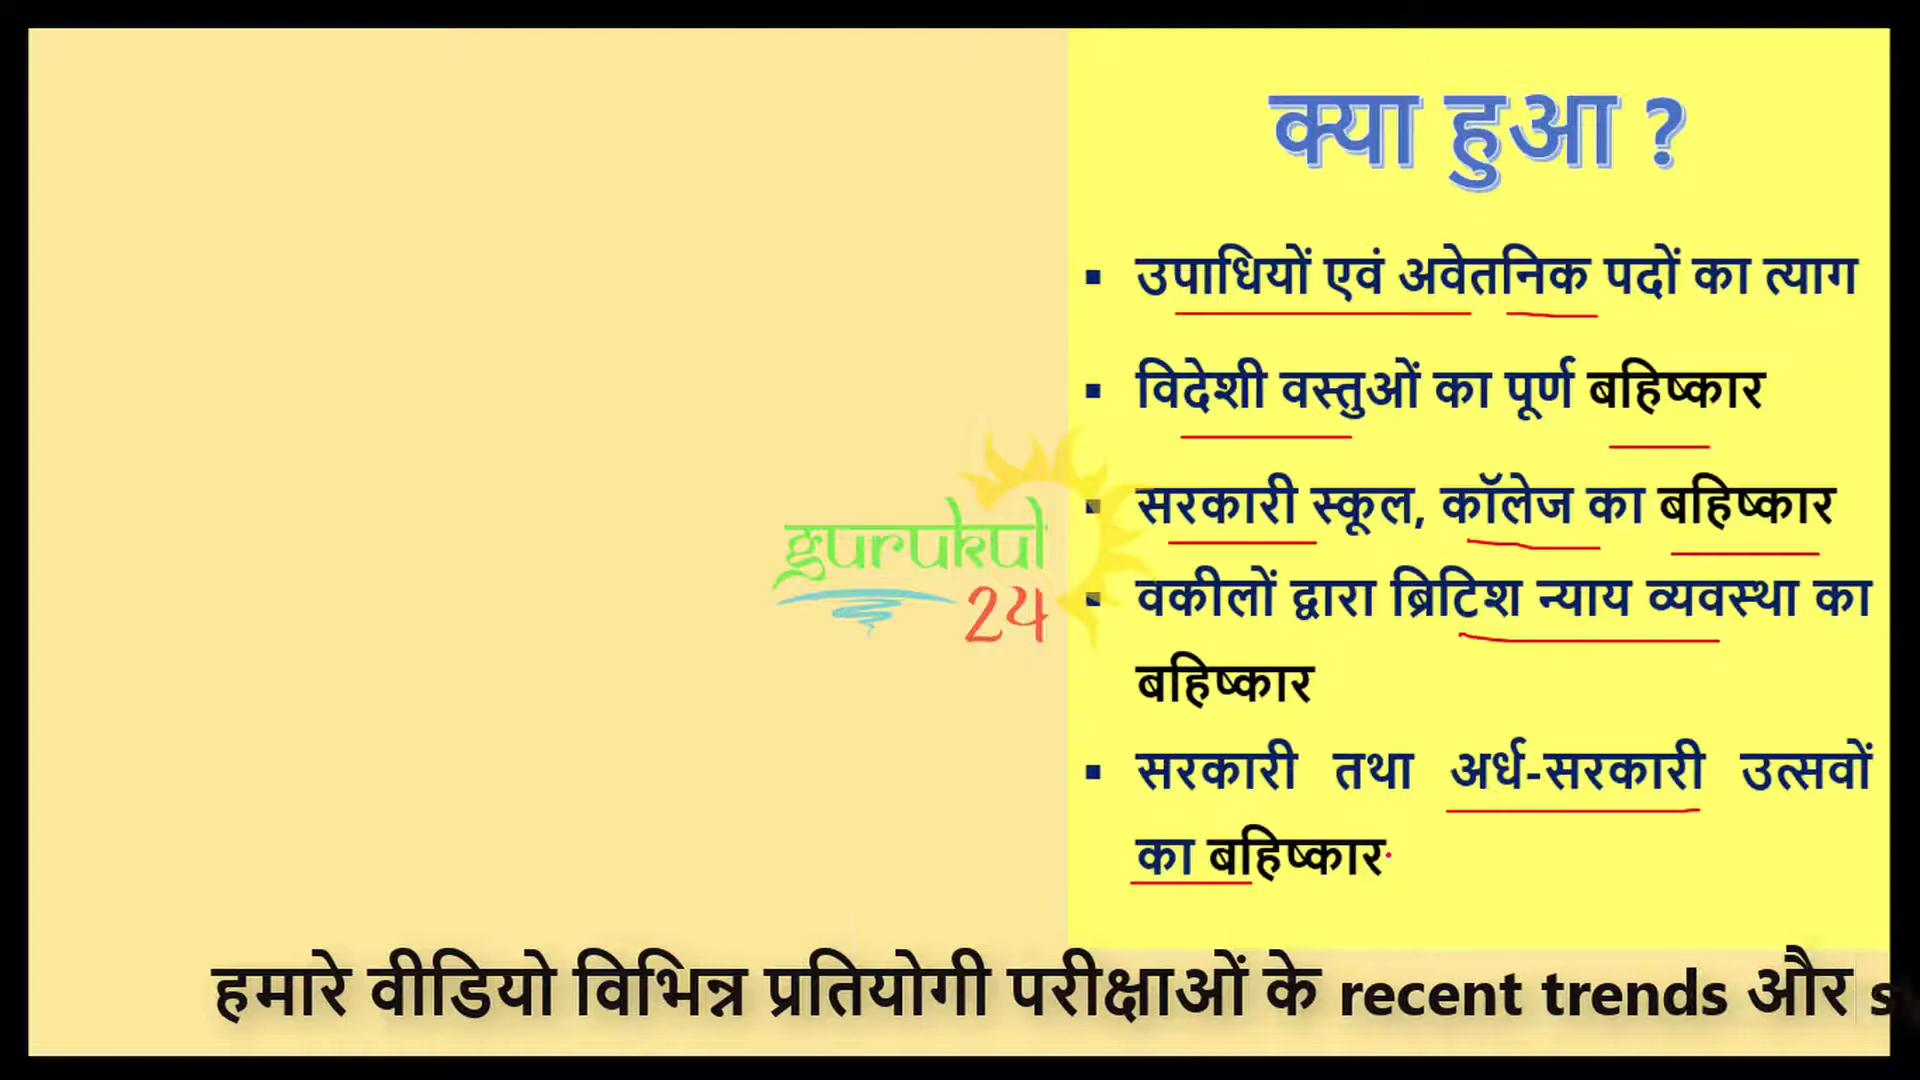 क्या हुआ ?
▪ उपाधियों एवं अवेतनिक पदों का त्याग
▪ विदेशी वस्तुओं का पूर्ण बहिष्कार
▪ सरकारी स्कूल, कॉलेज का बहिष्कार
▪ वकीलों द्वारा ब्रिटिश न्याय व्यवस्था का
बहिष्कार
▪ सरकारी तथा अर्ध-सरकारी उत्सवों
का बहिष्कार
gurukul
24
हमारे वीडियो विभिन्न प्रतियोगी परीक्षाओं के recent trends और